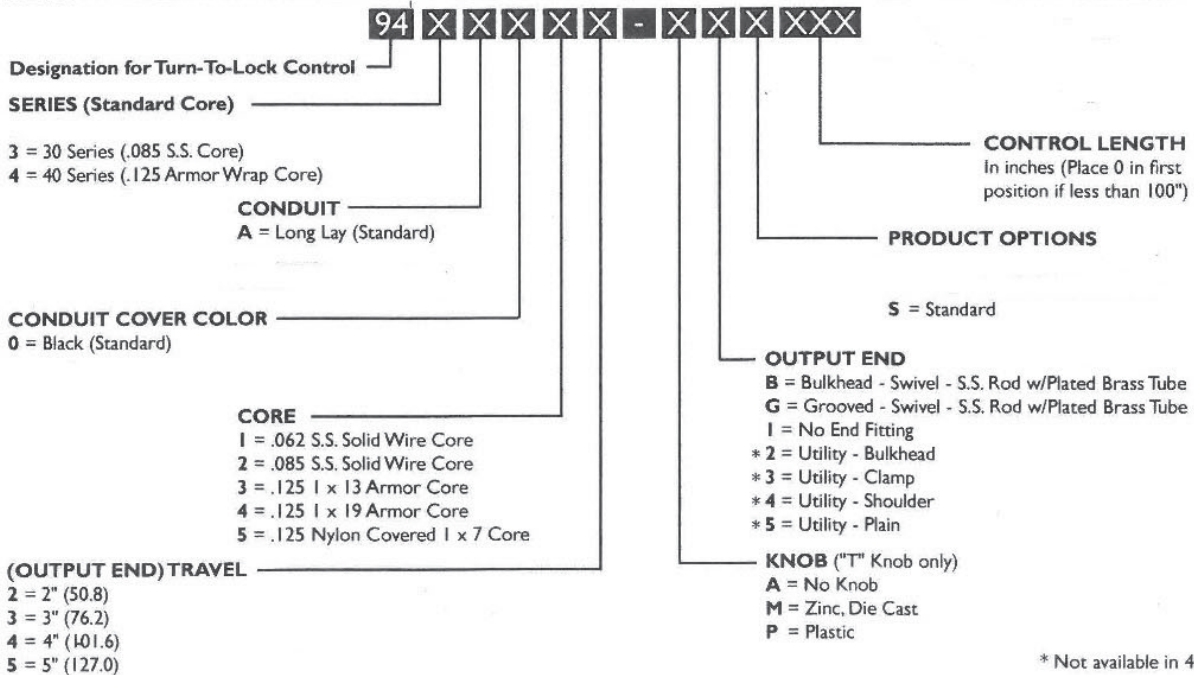 94 X X X X X - X X X XXX
Designation for Turn-To-Lock Control
SERIES (Standard Core)
3 = 30 Series (.085 S.S. Core)
4 = 40 Series (.125 Armor Wrap Core)
CONDUIT
A = Long Lay (Standard)
CONDUIT COVER COLOR
0 = Black (Standard)
CORE
1 = .062 S.S. Solid Wire Core
2 = .085 S.S. Solid Wire Core
3 = .125 1 x 13 Armor Core
4 = .125 1 x 19 Armor Core
5 = .125 Nylon Covered 1 x 7 Core
(OUTPUT END) TRAVEL
2 = 2" (50.8)
3 = 3" (76.2)
4 = 4" (101.6)
5 = 5" (127.0)
CONTROL LENGTH
In inches (Place 0 in first
position if less than 100")
PRODUCT OPTIONS
S = Standard
OUTPUT END
B = Bulkhead - Swivel - S.S. Rod w/Plated Brass Tube
G = Grooved - Swivel - S.S. Rod w/Plated Brass Tube
1 = No End Fitting
* 2 = Utility - Bulkhead
* 3 = Utility - Clamp
* 4 = Utility - Shoulder
* 5 = Utility - Plain
KNOB ("T" Knob only)
A = No Knob
M = Zinc, Die Cast
P = Plastic
* Not available in 4